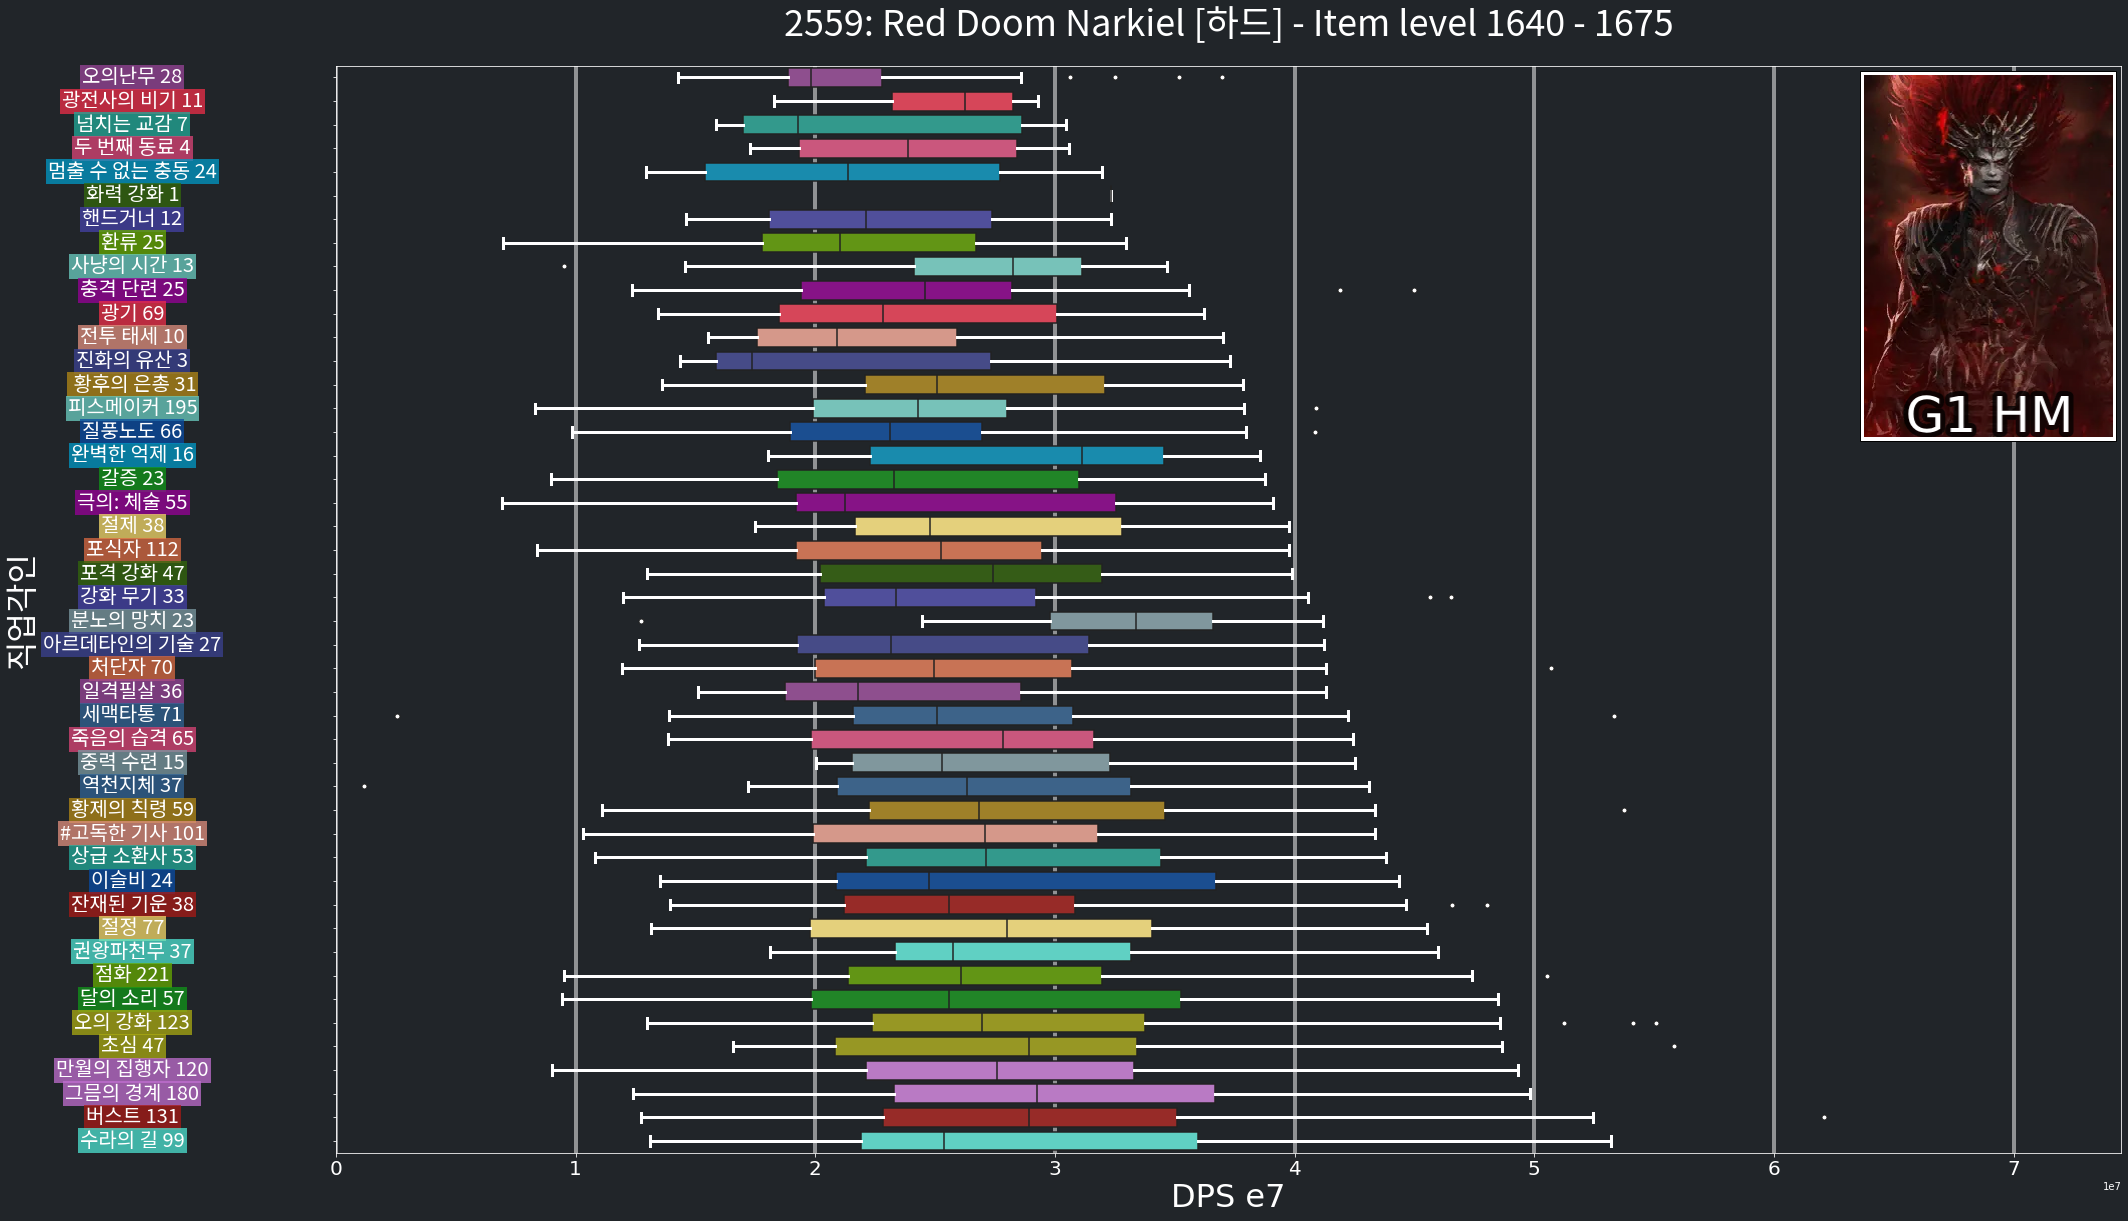 2559: Red Doom Narkiel [하드] - Item level 1640 - 1675
오의난무 28
광전사의 비기 11
넘치는 교감 7
두 번째 동료 4
멈출 수 없는 충동 24
화력 강화 1
핸드거너 12
환류 25
사냥의 시간 13
충격 단련 25
광기 69
전투 태세 10
진화의 유산 3
황후의 은총 31
피스메이커 195
질풍노도 66
완벽한 억제 16
갈증 23
극의: 체술 55
절제 38
포식자 112
포격 강화 47
강화 무기 33
분노의 망치 23
아르데타인의 기술 27
처단자 70
일격필살 36
세맥타통 71
죽음의 습격 65
중력 수련 15
역천지체 37
황제의 칙령 59
#고독한 기사 101
상급 소환사 53
이슬비 24
잔재된 기운 38
절정 77
권왕파천무 37
점화 221
달의 소리 57
오의 강화 123
초심 47
만월의 집행자 120
그믐의 경계 180
버스트 131
수라의 길 99
직업각인
G1 HM
0 1 2 3 4 5 6 7
1e7
DPS e7